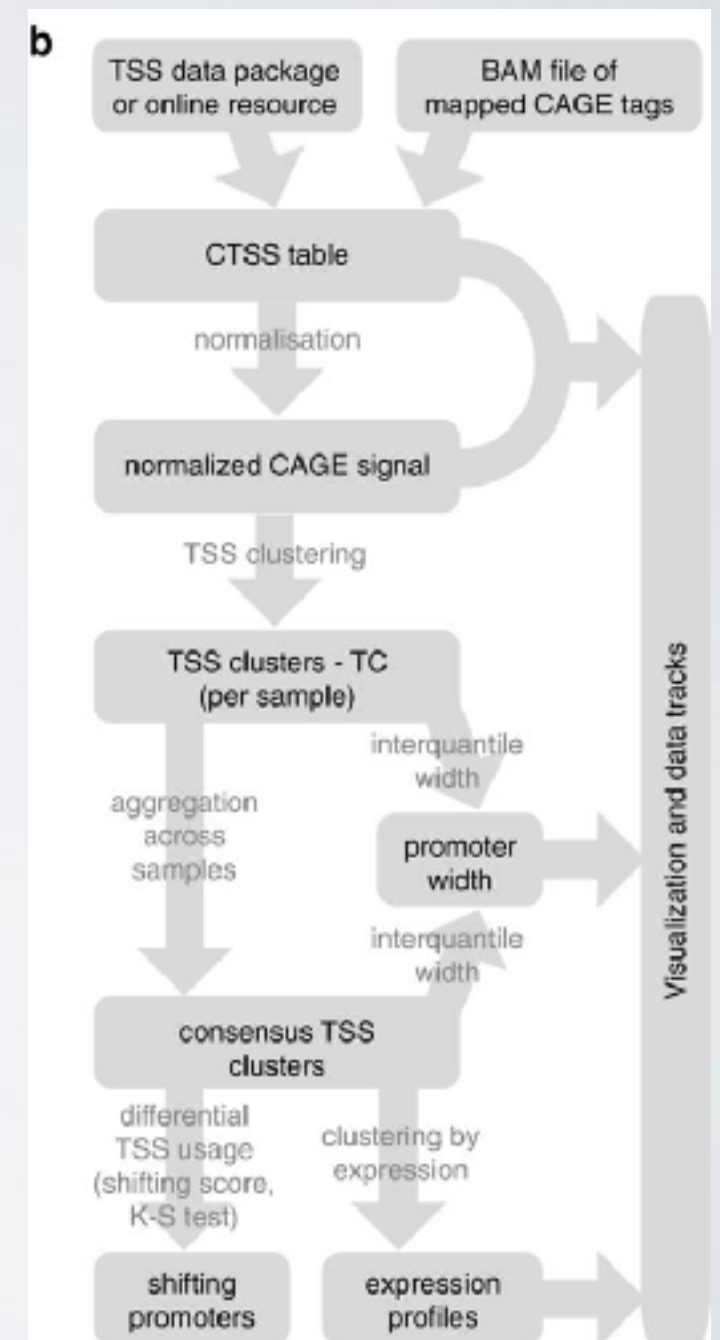 b
TSS data package
or online resource
BAM file of
mapped CAGE tags
CTSS table
normalisation
normalized CAGE signal
TSS clustering
TSS clusters - TC
(per sample)
interquantile
width
aggregation
across
samples
promoter
width
interquantile
width
consensus TSS
clusters
differential
TSS usage
(shifting score,
K-S test)
clustering by
expression
shifting
promoters
expression
profiles
Visualization and data tracks